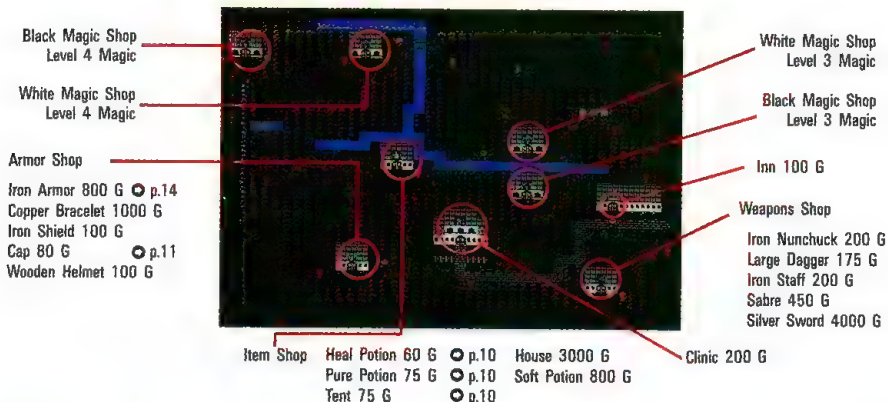 Black Magic Shop
Level 4 Magic
White Magic Shop
Level 4 Magic
Armor Shop
Iron Armor 800 G p.14
Copper Bracelet 1000 G
Iron Shield 100 G
Cap 80 G p.11
Wooden Helmet 100 G
White Magic Shop
Level 3 Magic
Black Magic Shop
Level 3 Magic
Inn 100 G
Weapons Shop
Iron Nunchuck 200 G
Large Dagger 175 G
Iron Staff 200 G
Sabre 450 G
Silver Sword 4000 G
Clinic 200 G
Item Shop
Heal Potion 60 G p.10
Pure Potion 75 G p.10
Tent 75 G p.10
House 3000 G
Soft Potion 800 G